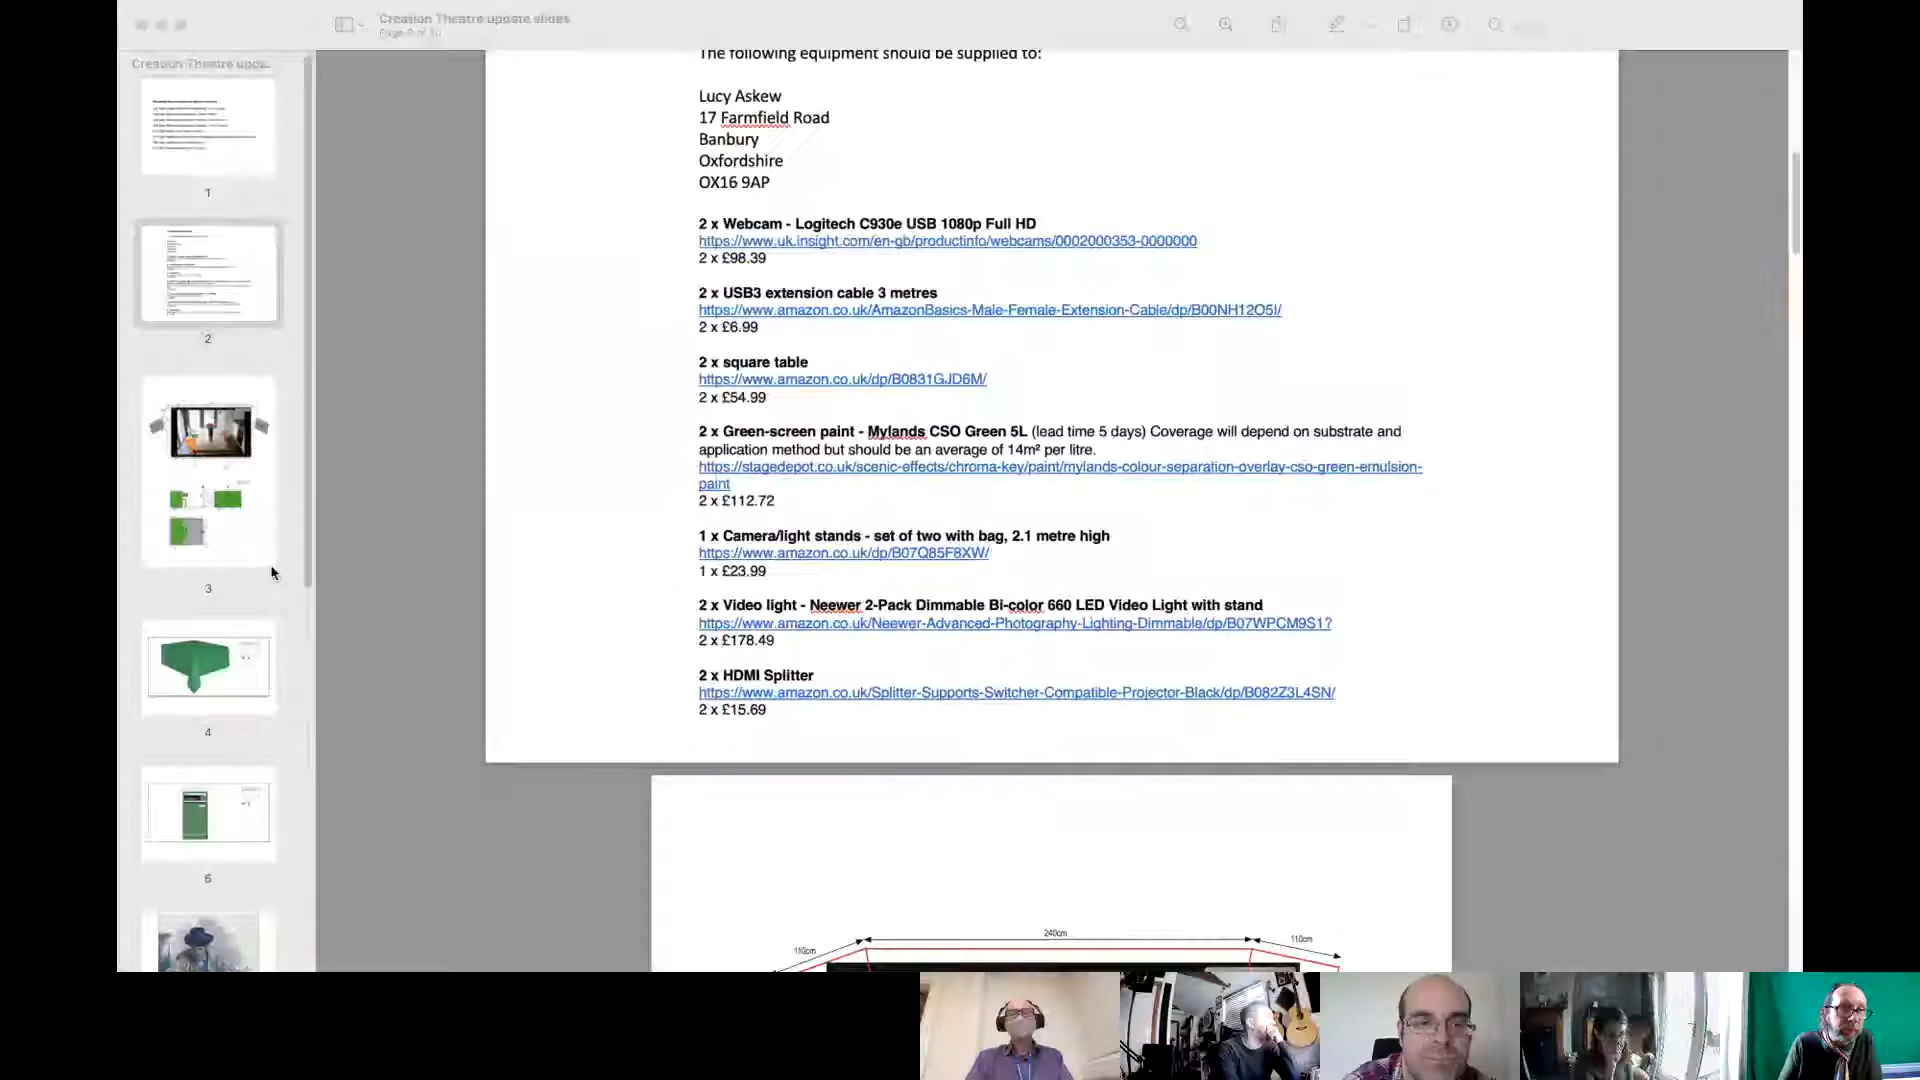 Creation Theatre update slides
Page 2 of 10
Creation Theatre upda...
1
2
3
4
5
The following equipment should be supplied to:
Lucy Askew
17 Farmfield Road
Banbury
Oxfordshire
OX16 9AP
2 x Webcam - Logitech C930e USB 1080p Full HD
https://www.uk.insight.com/en-gb/productinfo/webcams/0002000353-0000000
2 x £98.39
2 x USB3 extension cable 3 metres
https://www.amazon.co.uk/AmazonBasics-Male-Female-Extension-Cable/dp/B00NH12O5I/
2 x £6.99
2 x square table
https://www.amazon.co.uk/dp/B0831GJD6M/
2 x £54.99
2 x Green-screen paint - Mylands CSO Green 5L (lead time 5 days) Coverage will depend on substrate and
application method but should be an average of 14m² per litre.
https://stagedepot.co.uk/scenic-effects/chroma-key/paint/mylands-colour-separation-overlay-cso-green-emulsion-
paint
2 x £112.72
1 x Camera/light stands - set of two with bag, 2.1 metre high
https://www.amazon.co.uk/dp/B07Q85F8XW/
1 x £23.99
2 x Video light - Neewer 2-Pack Dimmable Bi-color 660 LED Video Light with stand
https://www.amazon.co.uk/Neewer-Advanced-Photography-Lighting-Dimmable/dp/B07WPCM9S1?
2 x £178.49
2 x HDMI Splitter
https://www.amazon.co.uk/Splitter-Supports-Switcher-Compatible-Projector-Black/dp/B082Z3L4SN/
2 x £15.69
240cm
110cm
110cm